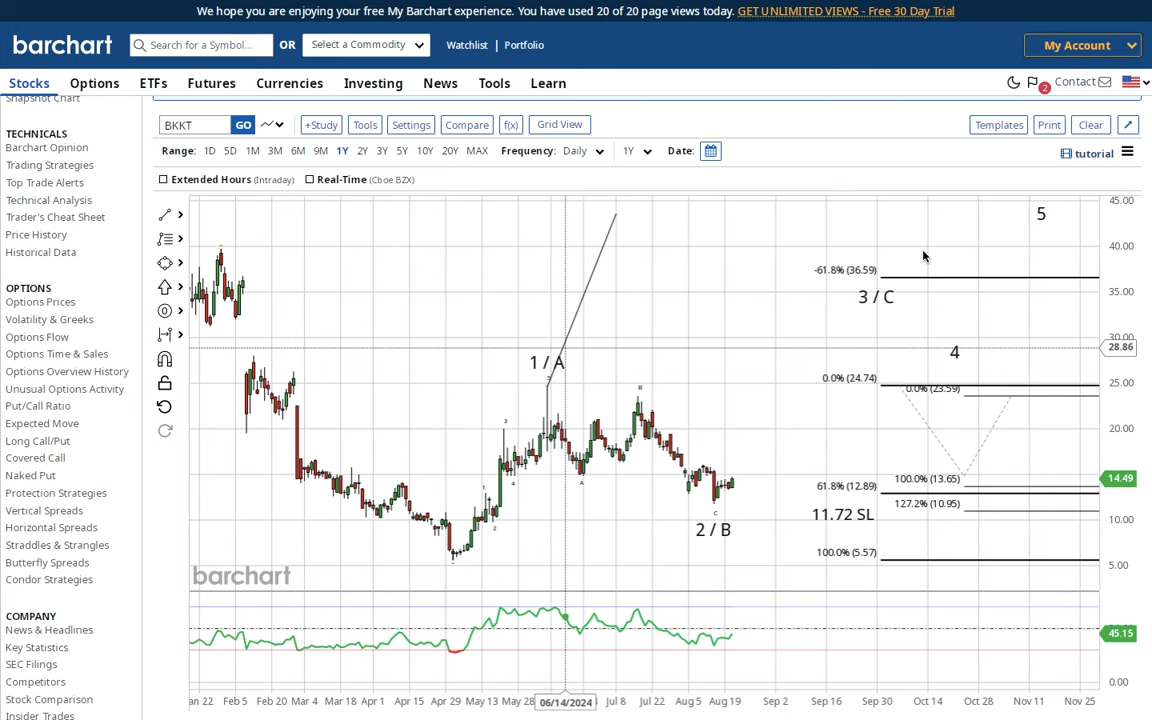 We hope you are enjoying your free My Barchart experience. You have used 20 of 20 page views today. GET UNLIMITED VIEWS - Free 30 Day Trial
barchart Search for a Symbol... OR Select a Commodity Watchlist | Portfolio My Account
Stocks Options ETFs Futures Currencies Investing News Tools Learn 2 Contact
Snapshot Chart
TECHNICALS
Barchart Opinion
Trading Strategies
Top Trade Alerts
Technical Analysis
Trader's Cheat Sheet
Price History
Historical Data
OPTIONS
Options Prices
Volatility & Greeks
Options Flow
Options Time & Sales
Options Overview History
Unusual Options Activity
Put/Call Ratio
Expected Move
Long Call/Put
Covered Call
Naked Put
Protection Strategies
Vertical Spreads
Horizontal Spreads
Straddles & Strangles
Butterfly Spreads
Condor Strategies
COMPANY
News & Headlines
Key Statistics
SEC Filings
Competitors
Stock Comparison
Insider Trades
BKKT GO +Study Tools Settings Compare f(x) Grid View Templates Print Clear
Range: 1D 5D 1M 3M 6M 9M 1Y 2Y 3Y 5Y 10Y 20Y MAX Frequency: Daily 1Y Date: tutorial
Extended Hours (Intraday) Real-Time (Cboe BZX)
45.00
5
40.00
-61.8% (36.59)
35.00
3 / C
30.00
28.86
4
1 / A
0.0% (24.74)
25.00
0.0% (23.59)
B
3
20.00
100.0% (13.65)
14.49
A
4
1
61.8% (12.89)
127.2% (10.95)
11.72 SL
10.00
C
2
2 / B
100.0% (5.57)
5.00
barchart
45.15
0.00
an 22 Feb 5 Feb 20 Mar 4 Mar 18 Apr 1 Apr 15 Apr 29 May 13 May 28 06/14/2024 Jul 8 Jul 22 Aug 5 Aug 19 Sep 2 Sep 16 Sep 30 Oct 14 Oct 28 Nov 11 Nov 25